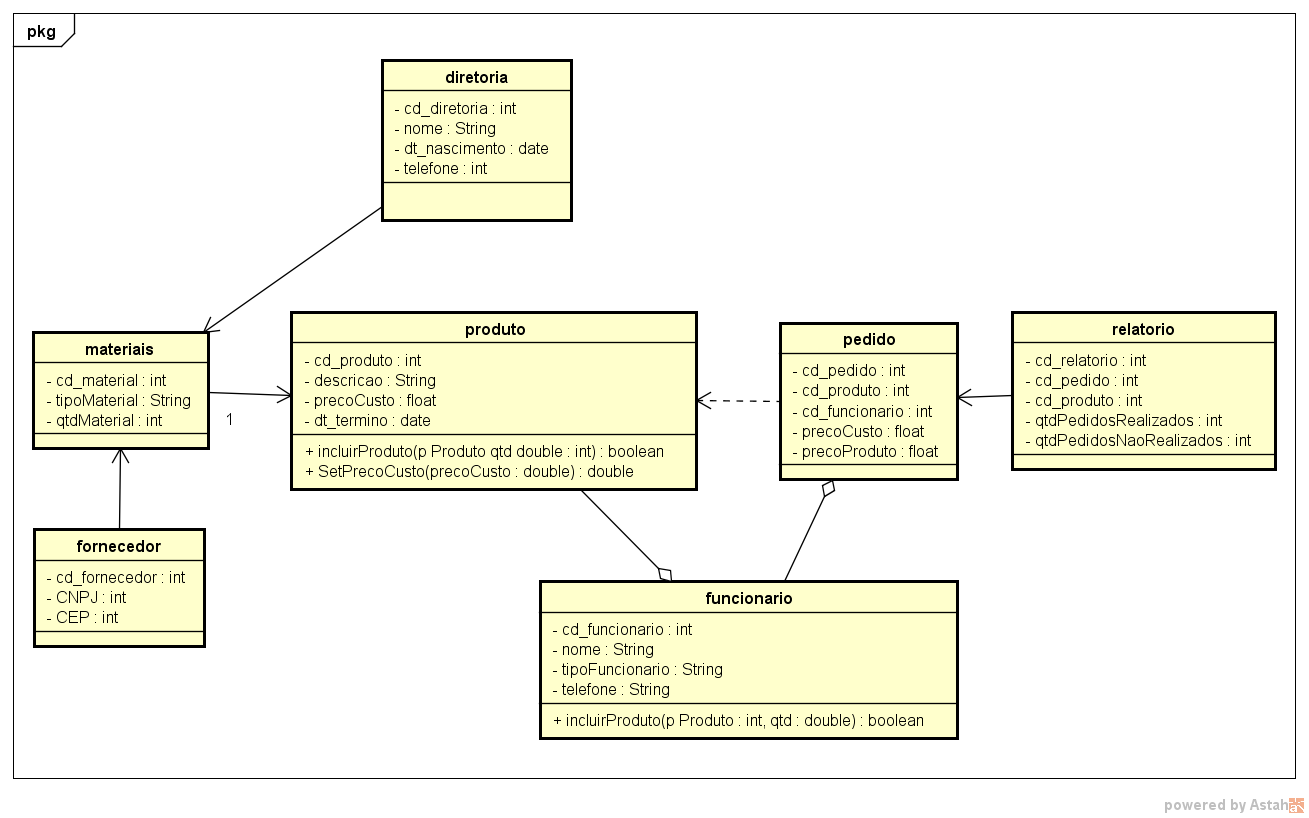 pkg
diretoria
- cd_diretoria : int
- nome : String
- dt_nascimento : date
- telefone : int
materiais
- cd_material : int
- tipoMaterial : String
- qtdMaterial : int
1
produto
- cd_produto : int
- descricao : String
- precoCusto : float
- dt_termino : date
+ incluirProduto(p Produto qtd double : int) : boolean
+ SetPrecoCusto(precoCusto : double) : double
pedido
- cd_pedido : int
- cd_produto : int
- cd_funcionario : int
- precoCusto : float
- precoProduto : float
relatorio
- cd_relatorio : int
- cd_pedido : int
- cd_produto : int
- qtdPedidosRealizados : int
- qtdPedidosNaoRealizados : int
fornecedor
- cd_fornecedor : int
- CNPJ : int
- CEP : int
funcionario
- cd_funcionario : int
- nome : String
- tipoFuncionario : String
- telefone : String
+ incluirProduto(p Produto : int, qtd : double) : boolean
powered by Astah